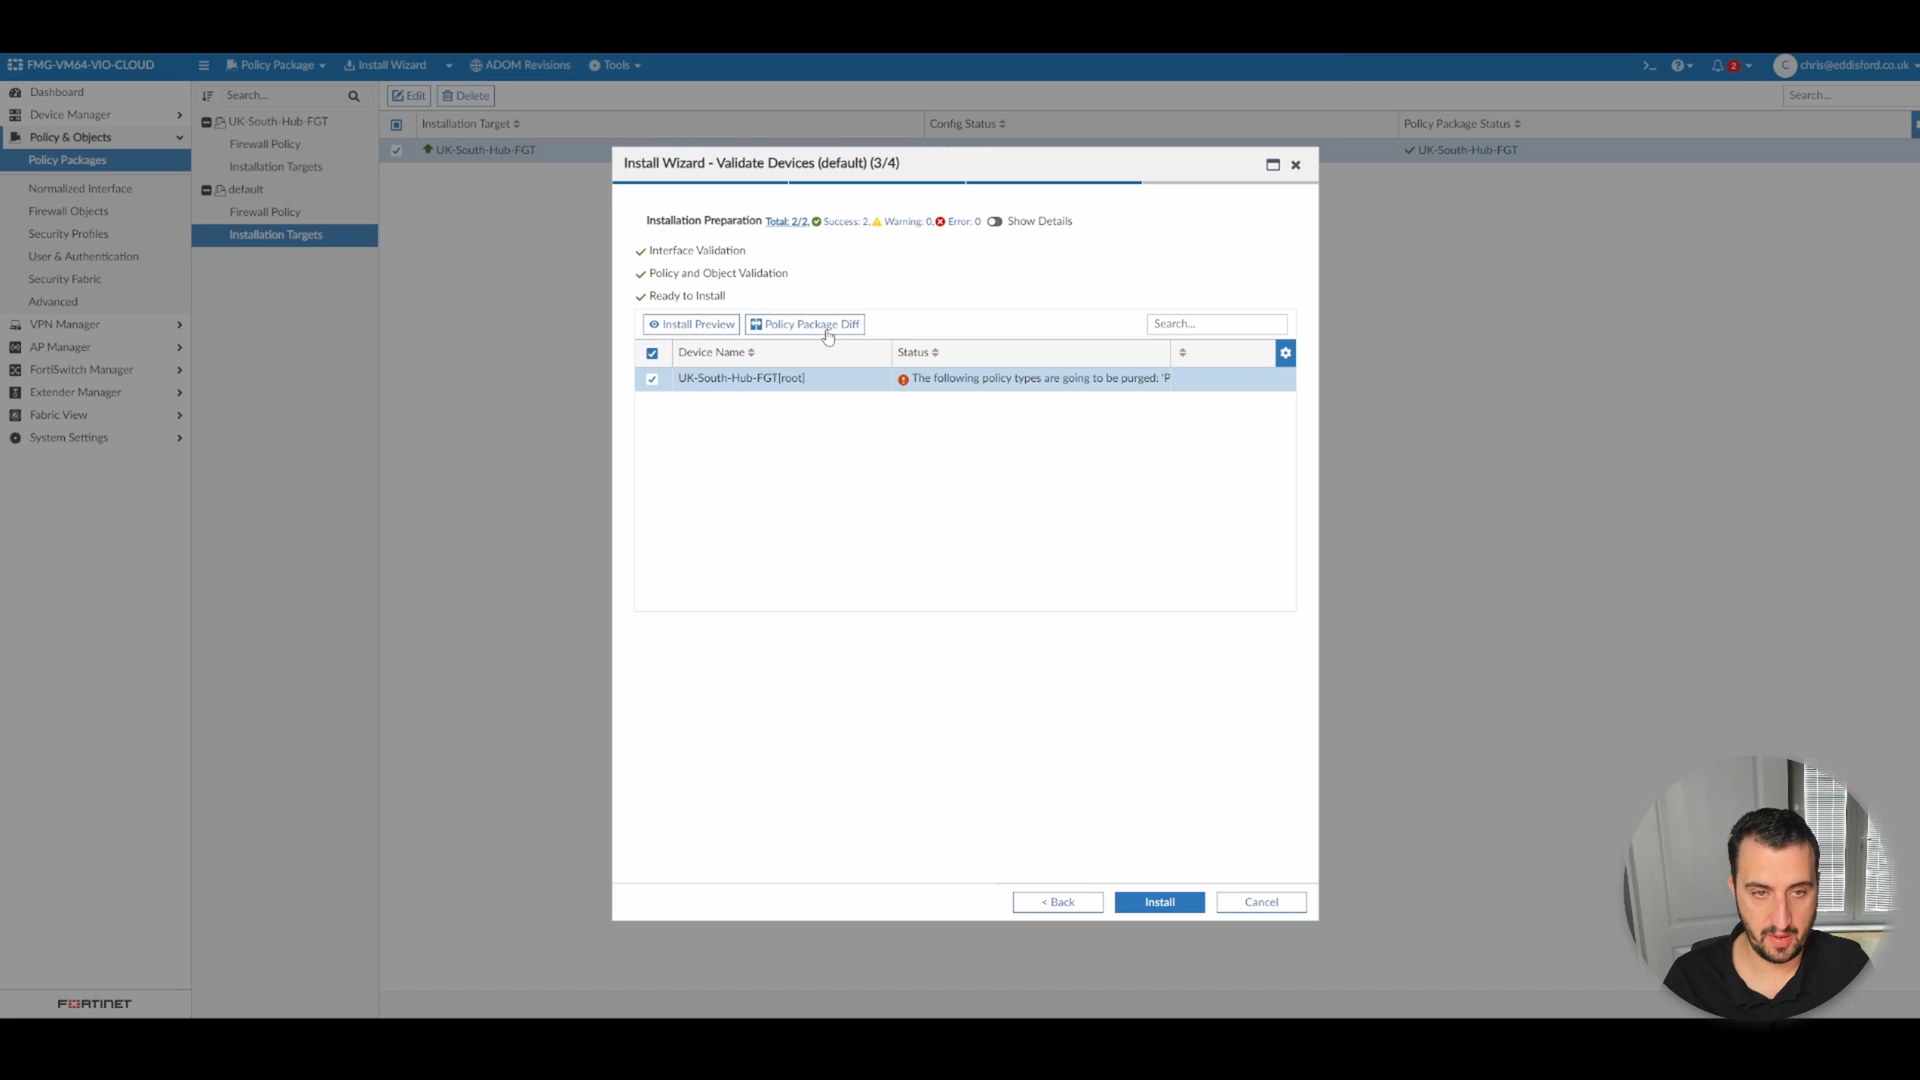 FMG-VM64-VIO-CLOUD
Policy Package
Install Wizard
ADOM Revisions
Tools
>_
?
2
C
chris@eddisford.co.uk
Dashboard
Device Manager
Policy & Objects
Policy Packages
Normalized Interface
Firewall Objects
Security Profiles
User & Authentication
Security Fabric
Advanced
VPN Manager
AP Manager
FortiSwitch Manager
Extender Manager
Fabric View
System Settings
FORTINET
Search...
UK-South-Hub-FGT
Firewall Policy
Installation Targets
default
Firewall Policy
Installation Targets
Edit
Delete
Search...
Installation Target
Config Status
Policy Package Status
UK-South-Hub-FGT
UK-South-Hub-FGT
Install Wizard - Validate Devices (default) (3/4)
Installation Preparation Total: 2/2, Success: 2, Warning: 0, Error: 0 Show Details
Interface Validation
Policy and Object Validation
Ready to Install
Install Preview
Policy Package Diff
Search...
Device Name
Status
UK-South-Hub-FGT[root]
The following policy types are going to be purged: 'P
< Back
Install
Cancel